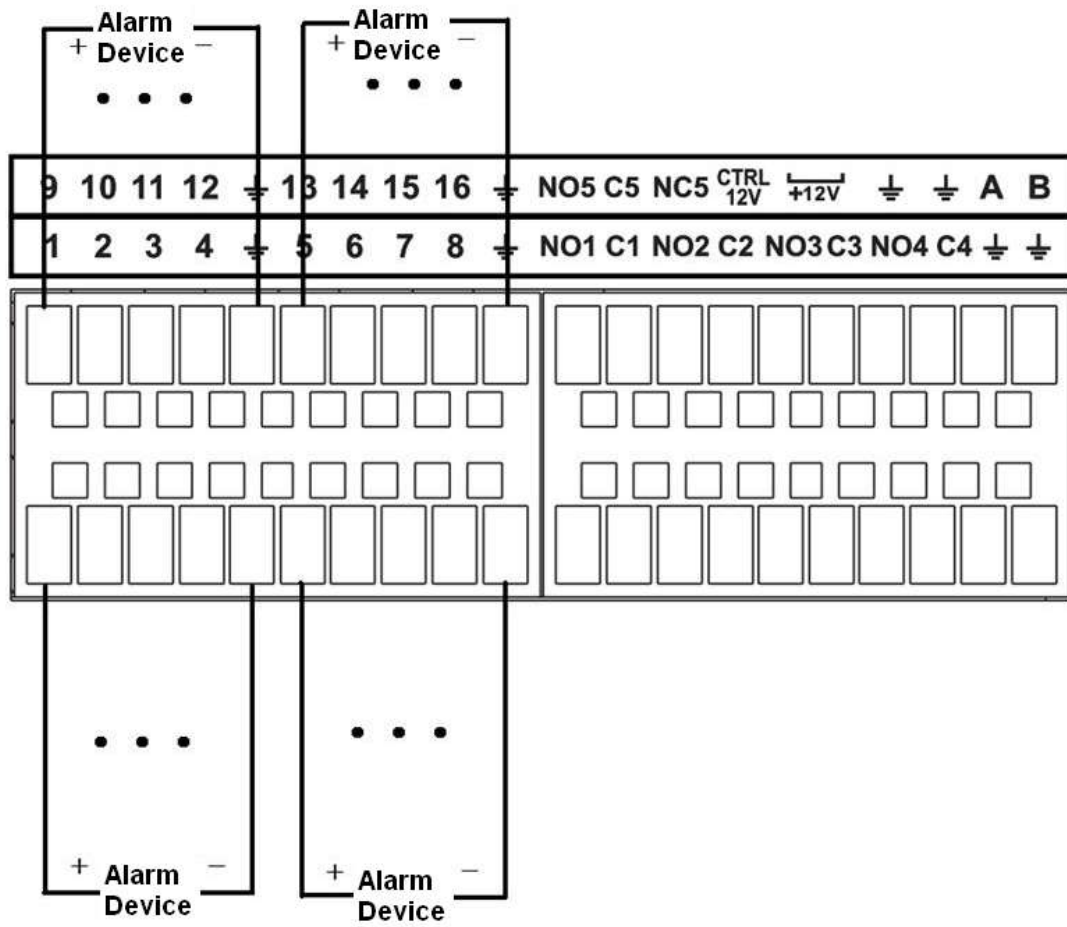 Alarm Device
+ −
Alarm Device
+ −
9 10 11 12 ⏚ 13 14 15 16 ⏚ NO5 C5 NC5 CTRL 12V +12V ⏚ ⏚ A B
1 2 3 4 ⏚ 5 6 7 8 ⏚ NO1 C1 NO2 C2 NO3 C3 NO4 C4 ⏚ ⏚
+ −
Alarm Device
+ −
Alarm Device